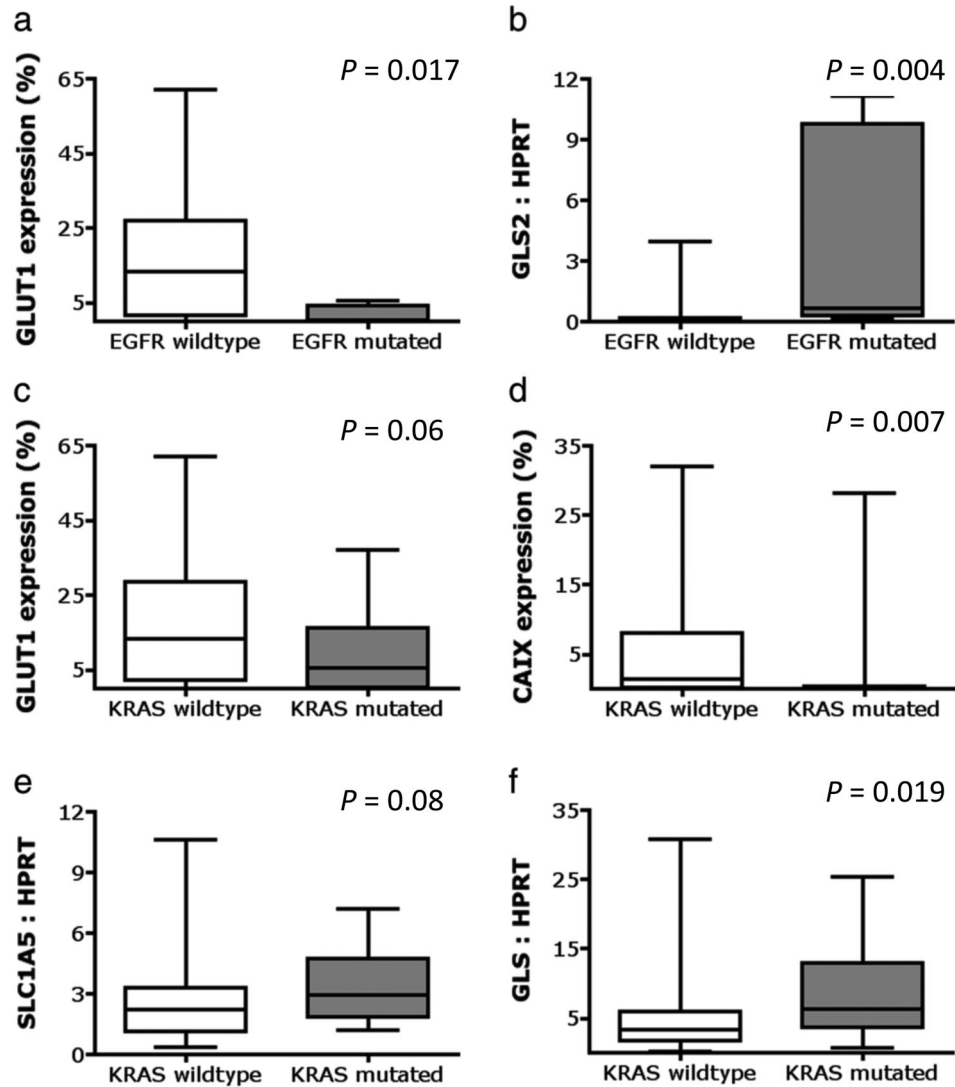 a
P = 0.017
GLUT1 expression (%)
65
45
25
5
EGFR wildtype EGFR mutated
b
P = 0.004
GLS2 : HPRT
12
9
6
3
0
EGFR wildtype EGFR mutated
c
P = 0.06
GLUT1 expression (%)
65
45
25
5
KRAS wildtype KRAS mutated
d
P = 0.007
CAIX expression (%)
35
25
15
5
KRAS wildtype KRAS mutated
e
P = 0.08
SLC1A5 : HPRT
12
9
6
3
0
KRAS wildtype KRAS mutated
f
P = 0.019
GLS : HPRT
35
25
15
5
KRAS wildtype KRAS mutated